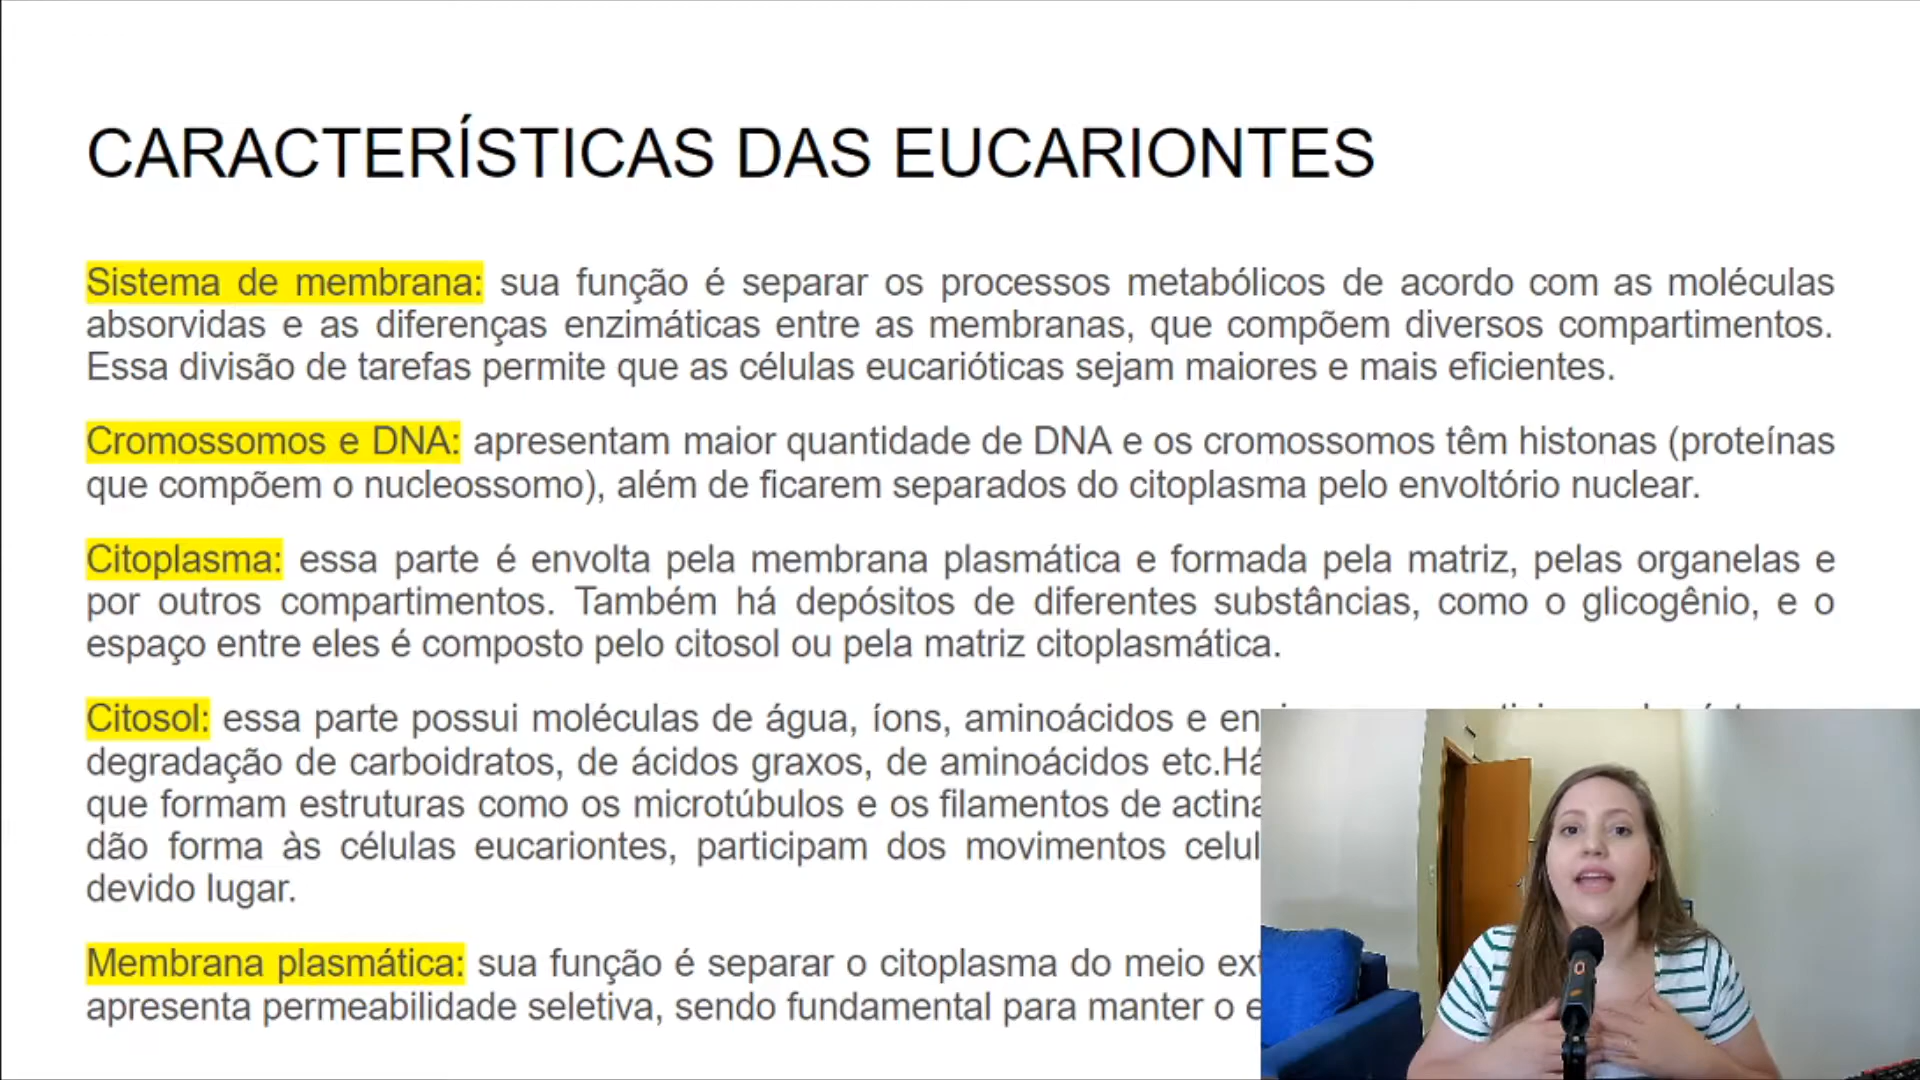 CARACTERÍSTICAS DAS EUCARIONTES
Sistema de membrana: sua função é separar os processos metabólicos de acordo com as moléculas
absorvidas e as diferenças enzimáticas entre as membranas, que compõem diversos compartimentos.
Essa divisão de tarefas permite que as células eucarióticas sejam maiores e mais eficientes.
Cromossomos e DNA: apresentam maior quantidade de DNA e os cromossomos têm histonas (proteínas
que compõem o nucleossomo), além de ficarem separados do citoplasma pelo envoltório nuclear.
Citoplasma: essa parte é envolta pela membrana plasmática e formada pela matriz, pelas organelas e
por outros compartimentos. Também há depósitos de diferentes substâncias, como o glicogênio, e o
espaço entre eles é composto pelo citosol ou pela matriz citoplasmática.
Citosol: essa parte possui moléculas de água, íons, aminoácidos e
degradação de carboidratos, de ácidos graxos, de aminoácidos etc.Há
que formam estruturas como os microtúbulos e os filamentos de actina
dão forma às células eucariontes, participam dos movimentos
devido lugar.
Membrana plasmática: sua função é separar o citoplasma do meio
apresenta permeabilidade seletiva, sendo fundamental para manter o